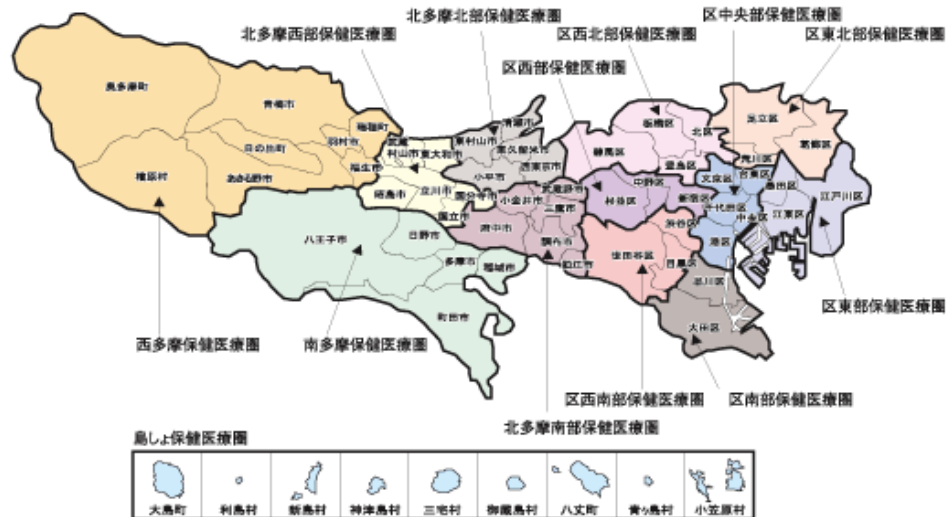 区中央部保健医療圏
北多摩北部保健医療圏
区西北部保健医療圏
区東北部保健医療圏
北多摩西部保健医療圏
区西部保健医療圏
奥多摩町
青梅市
瑞穂町
羽村市
日の出町
福生市
檜原村
あきる野市
武蔵
村山市
東大和市
東村山市
清瀬市
東久留米市
西東京市
小平市
昭島市
立川市
国分寺市
国立市
小金井市
武蔵野市
三鷹市
府中市
調布市
狛江市
八王子市
日野市
多摩市
稲城市
町田市
練馬区
板橋区
北区
豊島区
足立区
荒川区
葛飾区
中野区
杉並区
新宿区
文京区
台東区
千代田区
中央区
港区
墨田区
江東区
江戸川区
渋谷区
世田谷区
目黒区
品川区
大田区
区東部保健医療圏
西多摩保健医療圏
南多摩保健医療圏
区西南部保健医療圏
区南部保健医療圏
北多摩南部保健医療圏
島しょ保健医療圏
大島町
利島村
新島村
神津島村
三宅村
御蔵島村
八丈町
青ヶ島村
小笠原村